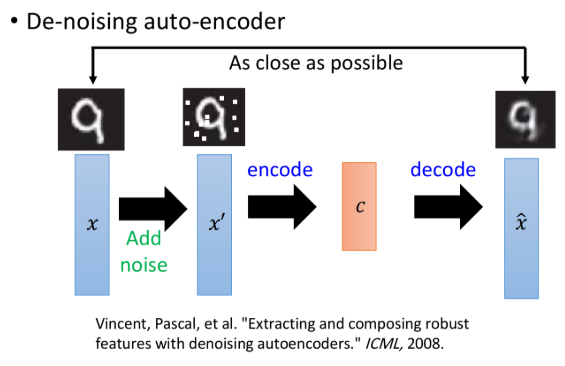 • De-noising auto-encoder
As close as possible
encode
decode
x
x′
c
x̂
Add
noise
Vincent, Pascal, et al. "Extracting and composing robust
features with denoising autoencoders." ICML, 2008.